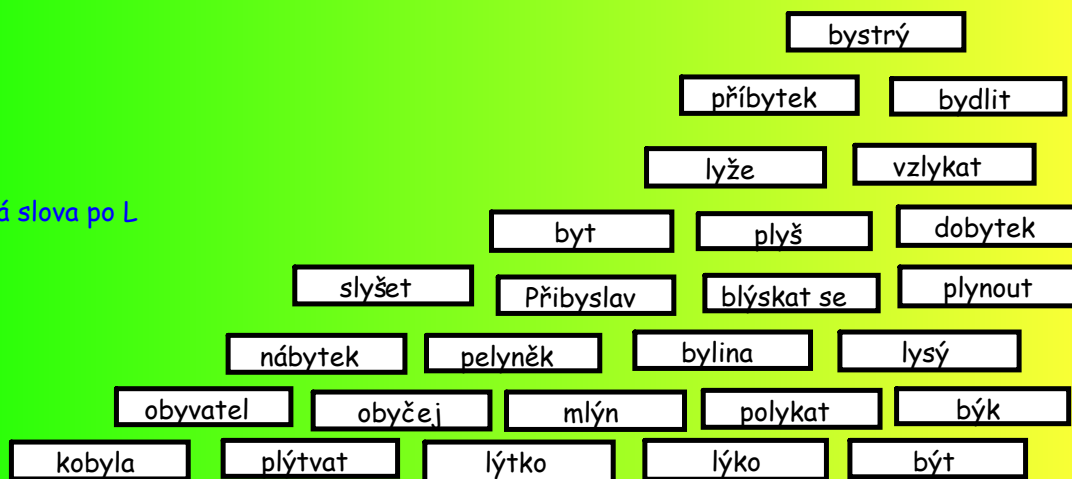 bystrý
příbytek bydlit
lyže vzlykat
á slova po L
byt plyš dobytek
slyšet Přibyslav blýskat se plynout
nábytek pelyněk bylina lysý
obyvatel obyčej mlýn polykat býk
kobyla plýtvat lýtko lýko být